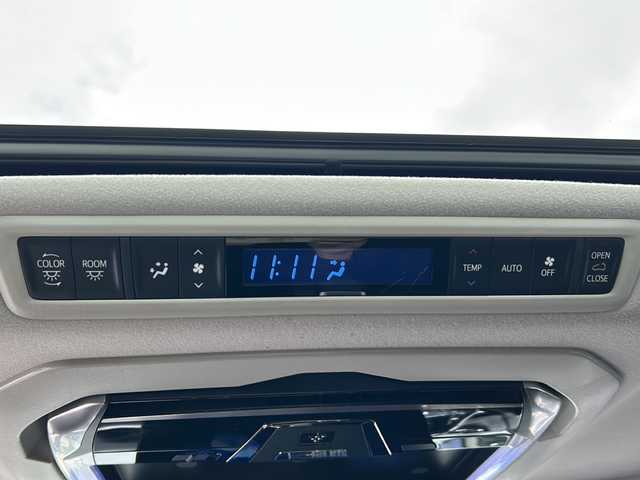 COLOR
ROOM
11:11
TEMP
AUTO
OFF
OPEN
CLOSE